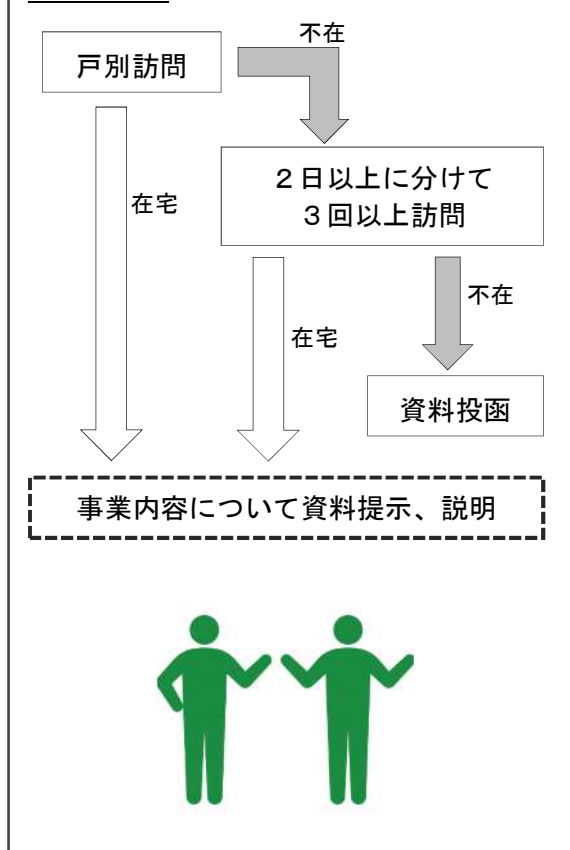 不在
戸別訪問
２日以上に分けて
３回以上訪問
在宅
不在
在宅
資料投函
事業内容について資料提示、説明